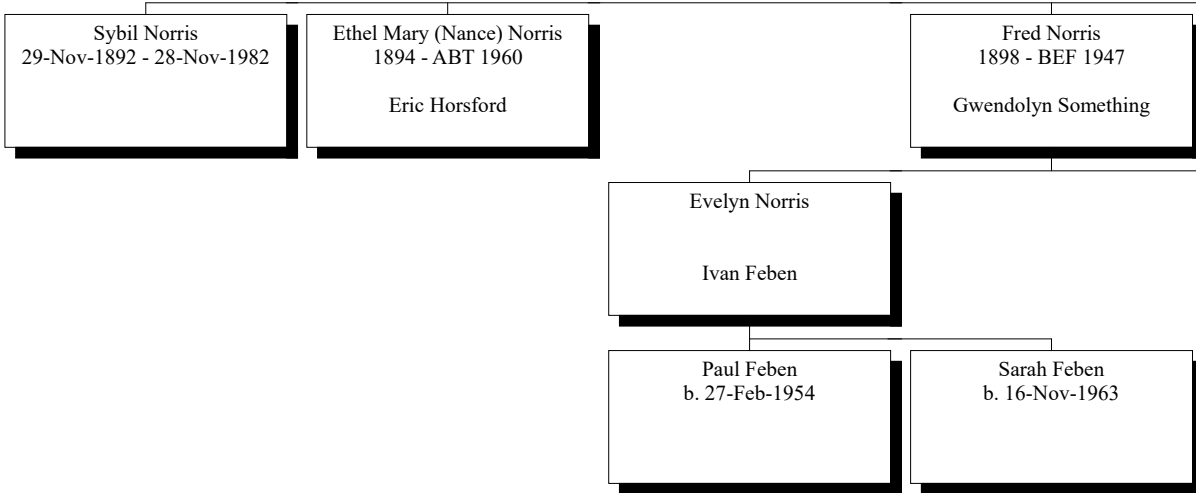 Sybil Norris
29-Nov-1892 - 28-Nov-1982
Ethel Mary (Nance) Norris
1894 - ABT 1960
Eric Horsford
Fred Norris
1898 - BEF 1947
Gwendolyn Something
Evelyn Norris
Ivan Feben
Paul Feben
b. 27-Feb-1954
Sarah Feben
b. 16-Nov-1963